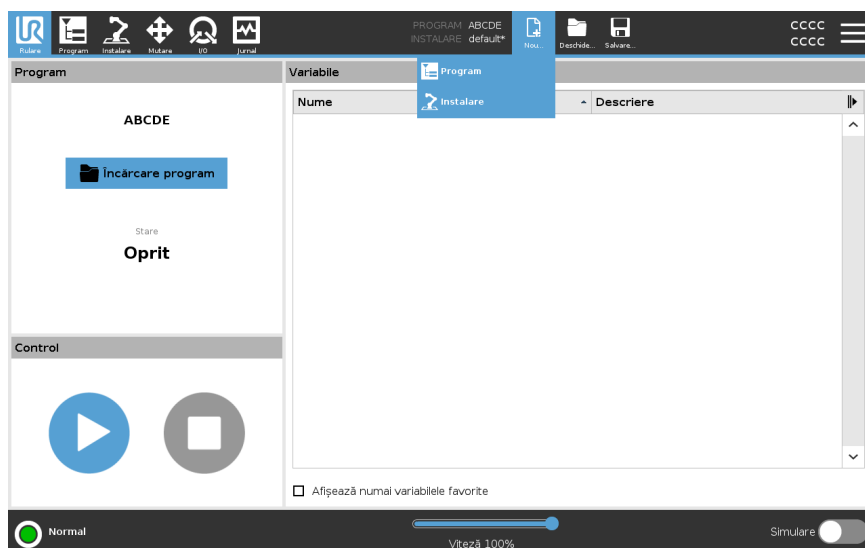 PROGRAM ABCDE
INSTALARE default*
CCCC
CCCC
Rulare Program Instalare Mutare I/O Jurnal Nou... Deschide... Salvare...
Program
Instalare
Program
ABCDE
Încărcare program
Stare
Oprit
Control
Variabile
Nume Descriere
Afișează numai variabilele favorite
Normal
Viteză 100%
Simulare